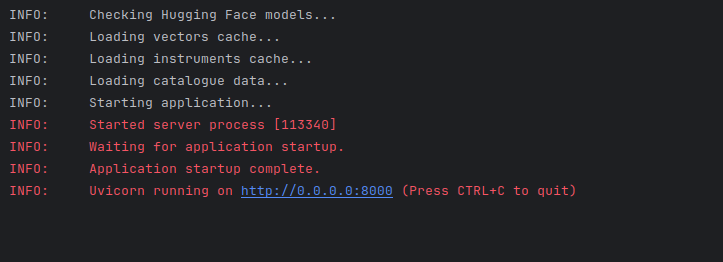 INFO:     Checking Hugging Face models...
INFO:     Loading vectors cache...
INFO:     Loading instruments cache...
INFO:     Loading catalogue data...
INFO:     Starting application...
INFO:     Started server process [113340]
INFO:     Waiting for application startup.
INFO:     Application startup complete.
INFO:     Uvicorn running on http://0.0.0.0:8000 (Press CTRL+C to quit)